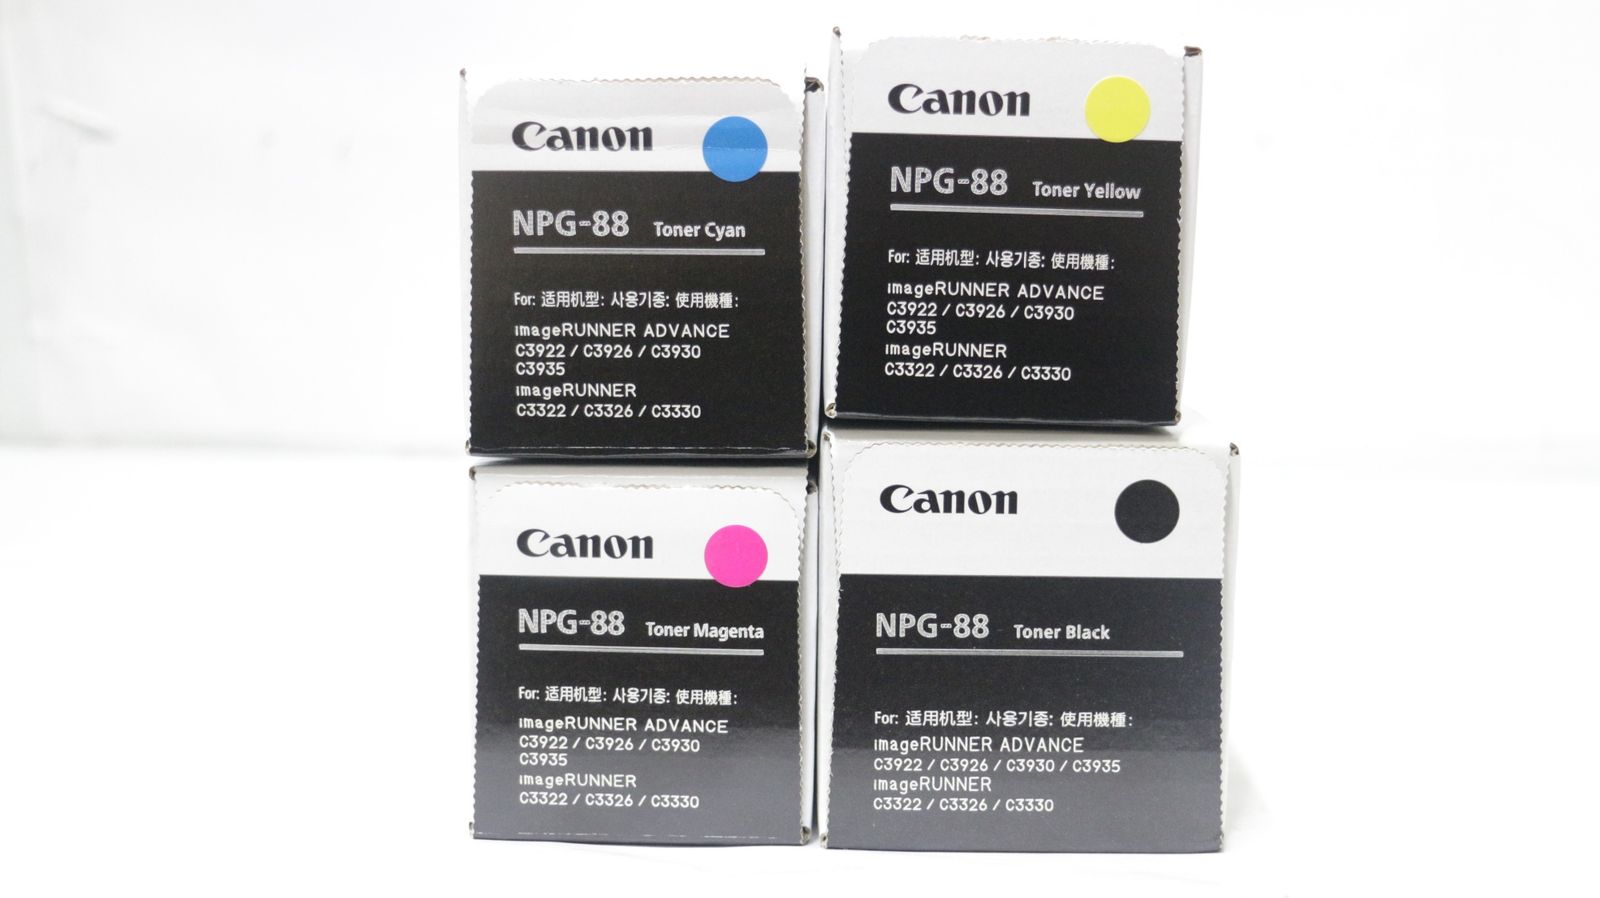 Canon
NPG-88 Toner Cyan
For: 适用机型: 사용기종: 使用機種:
imageRUNNER ADVANCE
C3922 / C3926 / C3930
C3935
imageRUNNER
C3322 / C3326 / C3330
Canon
NPG-88 Toner Yellow
For: 适用机型: 사용기종: 使用機種:
imageRUNNER ADVANCE
C3922 / C3926 / C3930
C3935
imageRUNNER
C3322 / C3326 / C3330
Canon
NPG-88 Toner Magenta
For: 适用机型: 사용기종: 使用機種:
imageRUNNER ADVANCE
C3922 / C3926 / C3930
C3935
imageRUNNER
C3322 / C3326 / C3330
Canon
NPG-88 Toner Black
For: 适用机型: 사용기종: 使用機種:
imageRUNNER ADVANCE
C3922 / C3926 / C3930 / C3935
imageRUNNER
C3322 / C3326 / C3330